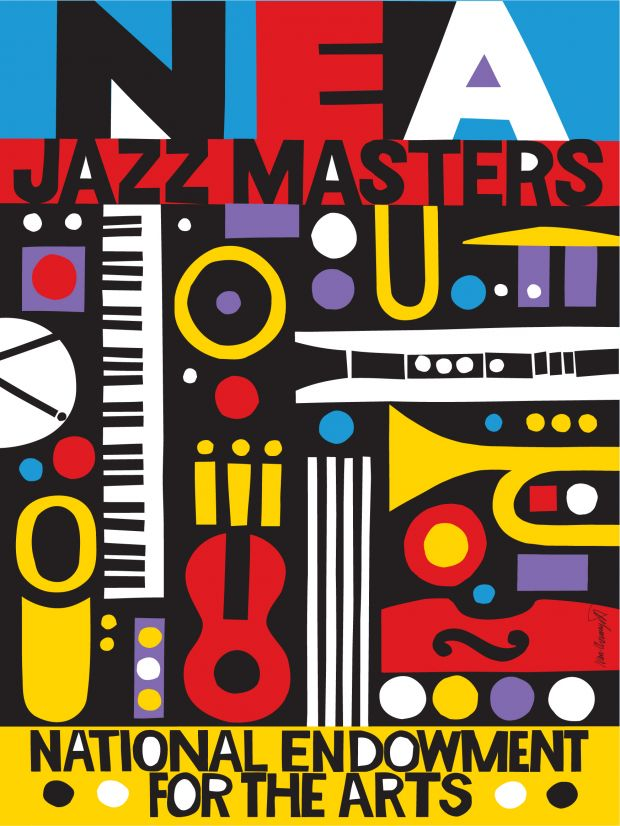 NEA
JAZZ MASTERS
NATIONAL ENDOWMENT
FOR THE ARTS